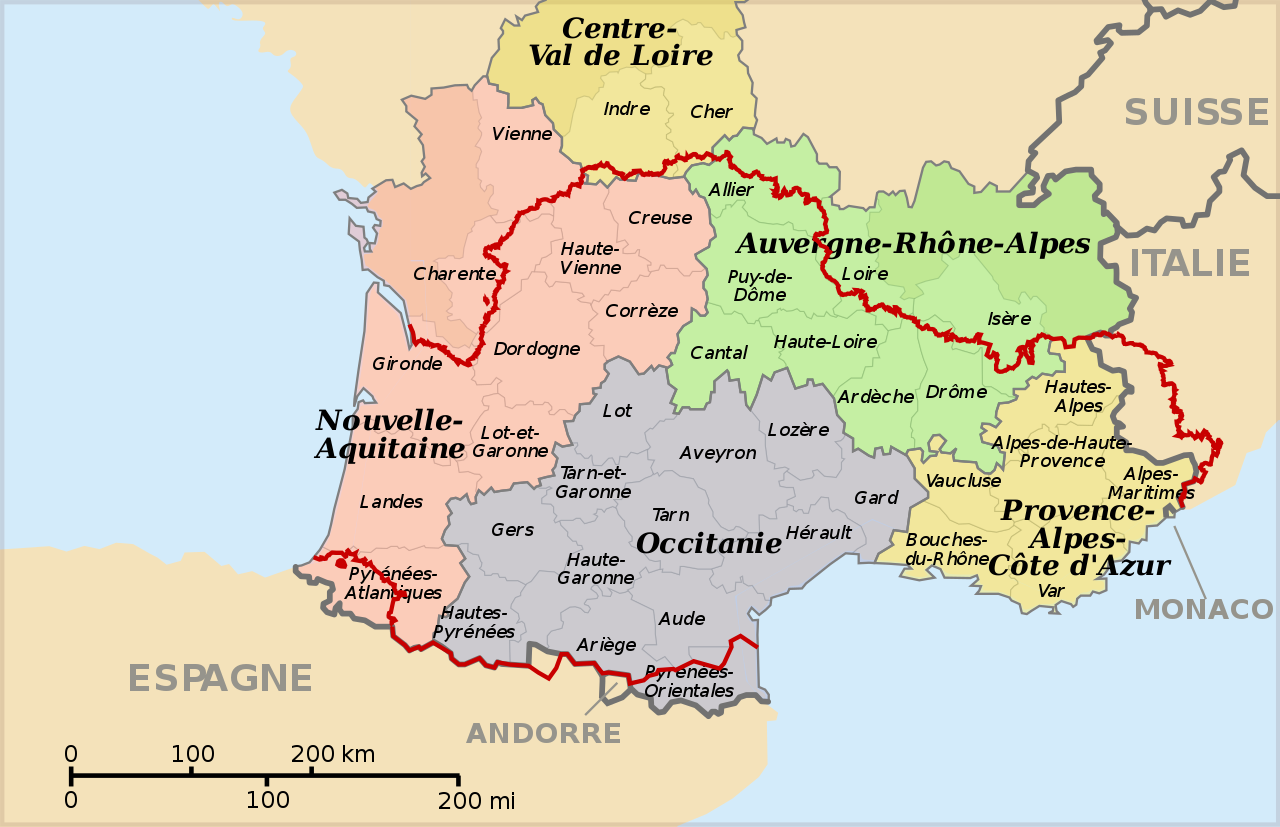 Centre-
Val de Loire
SUISSE
Indre
Cher
Vienne
Allier
Creuse
Auvergne-Rhône-Alpes
Haute-
Vienne
ITALIE
Charente
Puy-de-
Dôme
Loire
Corrèze
Isère
Haute-Loire
Dordogne
Cantal
Gironde
Hautes-
Alpes
Drôme
Ardèche
Lot
Nouvelle-
Aquitaine
Lozère
Lot-et-
Garonne
Alpes-de-Haute-
Provence
Aveyron
Tarn-et-
Garonne
Vaucluse
Alpes-
Maritimes
Landes
Gard
Provence-
Alpes-
Côte d'Azur
Tarn
Gers
Hérault
Occitanie
Bouches-
du-Rhône
Haute-
Garonne
Pyrénées-
Atlantiques
Var
MONACO
Hautes-
Pyrénées
Aude
Ariège
Pyrénées-
Orientales
ESPAGNE
ANDORRE
0 100 200 km
0 100 200 mi